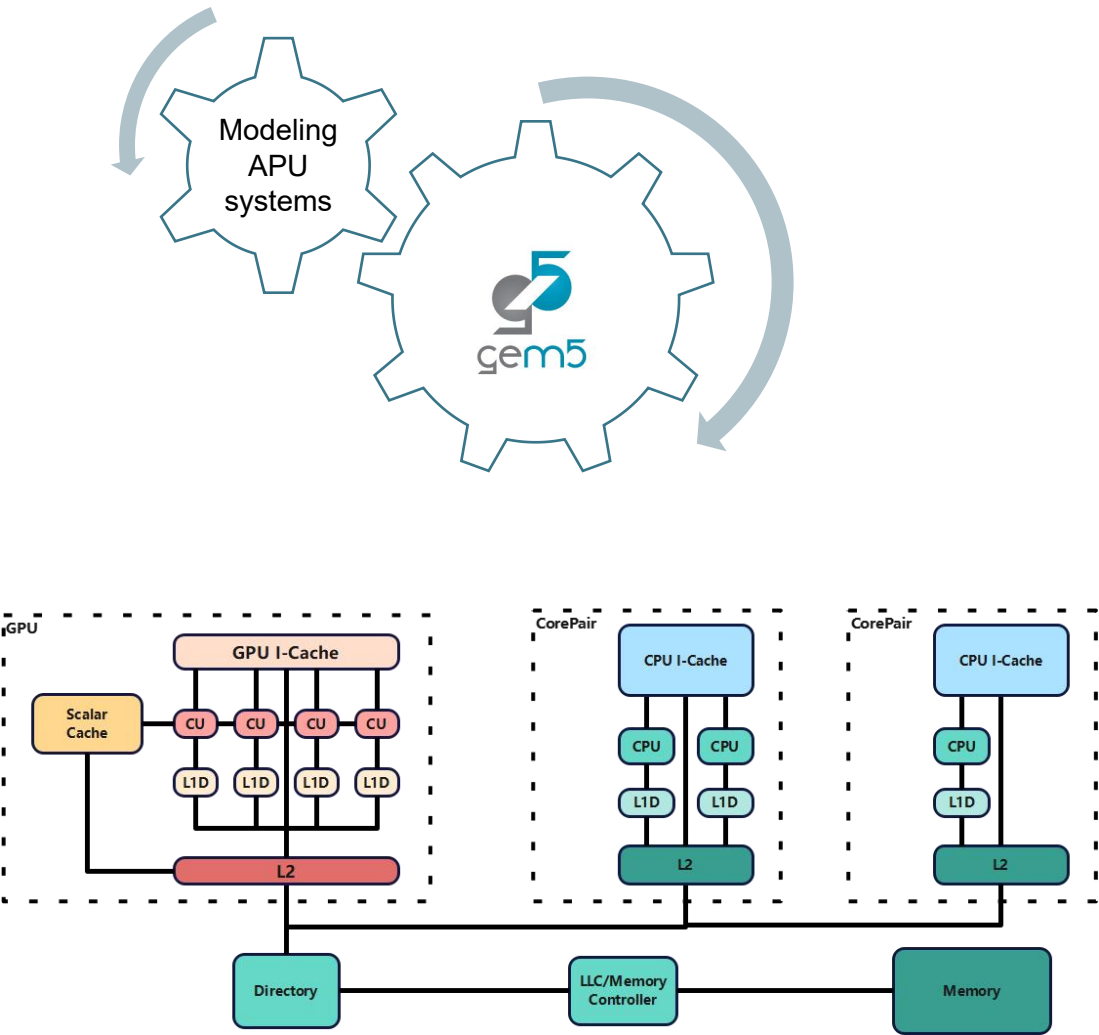 Modeling
APU
systems
gem5
GPU
GPU I-Cache
Scalar
Cache
CU
CU
CU
CU
L1D
L1D
L1D
L1D
L2
CorePair
CPU I-Cache
CPU
CPU
L1D
L1D
L2
CorePair
CPU I-Cache
CPU
L1D
L2
Directory
LLC/Memory
Controller
Memory